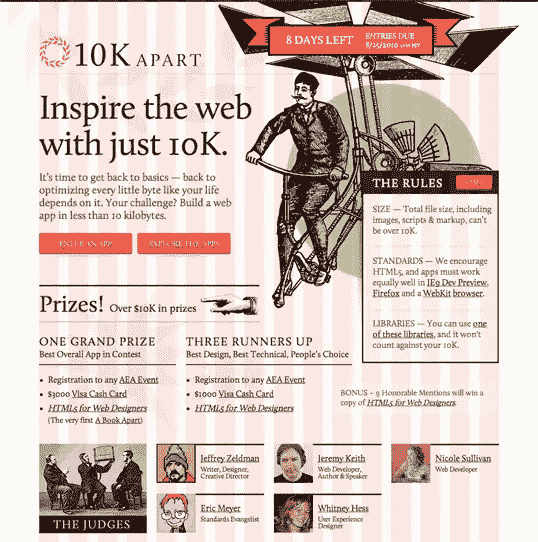 8 DAYS LEFT
ENTRIES DUE
8/25/2010
10K APART
Inspire the web
with just 10K.
It's time to get back to basics — back to
optimizing every little byte like your life
depends on it. Your challenge? Build a web
app in less than 10 kilobytes.
ENTER AN APP
EXPLORE THE APPS
THE RULES
SIZE — Total file size, including
images, scripts & markup, can't
be over 10K.
STANDARDS — We encourage
HTML5, and apps must work
equally well in IE9 Dev Preview,
Firefox and a WebKit browser.
LIBRARIES — You can use one
of these libraries, and it won't
count against your 10K.
Prizes! Over $10K in prizes
ONE GRAND PRIZE
Best Overall App in Contest
• Registration to any AEA Event
• $3000 Visa Cash Card
• HTML5 for Web Designers
(The very first A Book Apart)
THREE RUNNERS UP
Best Design, Best Technical, People's Choice
• Registration to any AEA Event
• $1000 Visa Cash Card
• HTML5 for Web Designers
BONUS – 9 Honorable Mentions will win a
copy of HTML5 for Web Designers.
THE JUDGES
Jeffrey Zeldman
Writer, Designer,
Creative Director
Jeremy Keith
Web Developer,
Author & Speaker
Nicole Sullivan
Web Developer
Eric Meyer
Standards Evangelist
Whitney Hess
User Experience
Designer